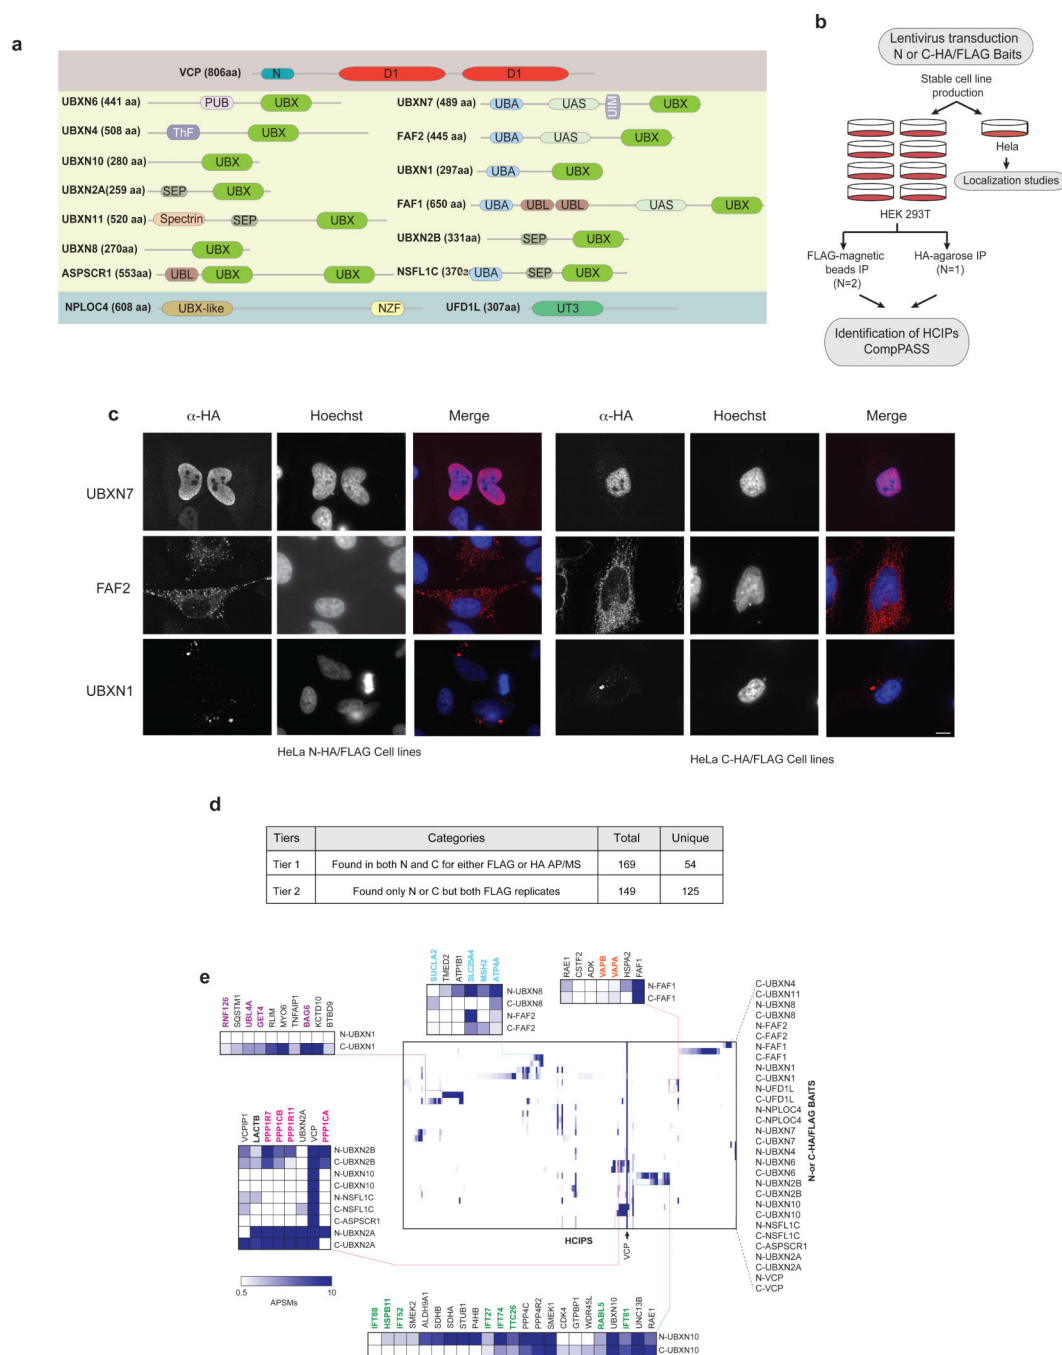 a
VCP (806aa)
N
D1
D1
UBXN6 (441 aa)
PUB
UBX
UBXN4 (508 aa)
ThF
UBX
UBXN10 (280 aa)
UBX
UBXN2A(259 aa)
SEP
UBX
UBXN11 (520 aa)
Spectrin
SEP
UBX
UBXN8 (270aa)
UBX
ASPSCR1 (553aa)
UBL
UBX
UBX
UBXN7 (489 aa)
UBA
UAS
UIM
UBX
FAF2 (445 aa)
UBA
UAS
UBX
UBXN1 (297aa)
UBA
UBX
FAF1 (650 aa)
UBA
UBL
UBL
UAS
UBX
UBXN2B (331aa)
SEP
UBX
NSFL1C (370a
UBA
SEP
UBX
NPLOC4 (608 aa)
UBX-like
NZF
UFD1L (307aa)
UT3
b
Lentivirus transduction
N or C-HA/FLAG Baits
Stable cell line
production
Hela
Localization studies
HEK 293T
FLAG-magnetic
beads IP
(N=2)
HA-agarose IP
(N=1)
Identification of HCIPs
CompPASS
c
α-HA
Hoechst
Merge
α-HA
Hoechst
Merge
UBXN7
FAF2
UBXN1
HeLa N-HA/FLAG Cell lines
HeLa C-HA/FLAG Cell lines
d
Tiers Categories Total Unique
Tier 1 Found in both N and C for either FLAG or HA AP/MS 169 54
Tier 2 Found only N or C but both FLAG replicates 149 125
e
RNF126
SQSTM1
UBL4A
GET4
RLIM
MYO6
TNFAIP1
BAG6
KCTD10
BTBD9
N-UBXN1
C-UBXN1
SUCLA2
TMED2
ATP1B1
SLC25A4
MSH2
ATP4A
N-UBXN8
C-UBXN8
N-FAF2
C-FAF2
RAE1
CSTF2
ADK
VAPB
VAPA
HSPA2
FAF1
N-FAF1
C-FAF1
VCPIP1
LACTB
PPP1R7
PPP1CB
PPP1R11
UBXN2A
VCP
PPP1CA
N-UBXN2B
C-UBXN2B
N-UBXN10
C-UBXN10
N-NSFL1C
C-NSFL1C
C-ASPSCR1
N-UBXN2A
C-UBXN2A
0.5
10
APSMs
HCIPS
VCP
C-UBXN4
C-UBXN11
N-UBXN8
C-UBXN8
N-FAF2
C-FAF2
N-FAF1
C-FAF1
N-UBXN1
C-UBXN1
N-UFD1L
C-UFD1L
N-NPLOC4
C-NPLOC4
N-UBXN7
C-UBXN7
N-UBXN4
N-UBXN6
C-UBXN6
N-UBXN2B
C-UBXN2B
N-UBXN10
C-UBXN10
N-NSFL1C
C-NSFL1C
C-ASPSCR1
N-UBXN2A
C-UBXN2A
N-VCP
C-VCP
N-or C-HA/FLAG BAITS
IFT88
HSPB11
IFT52
SMEK2
ALDH9A1
SDHB
SDHA
STUB1
P4HB
IFT27
IFT74
TTC26
PPP4C
PPP4R2
SMEK1
CDK4
GTPBP1
WDR45L
RABL5
UBXN10
IFT81
UNC13B
RAE1
N-UBXN10
C-UBXN10